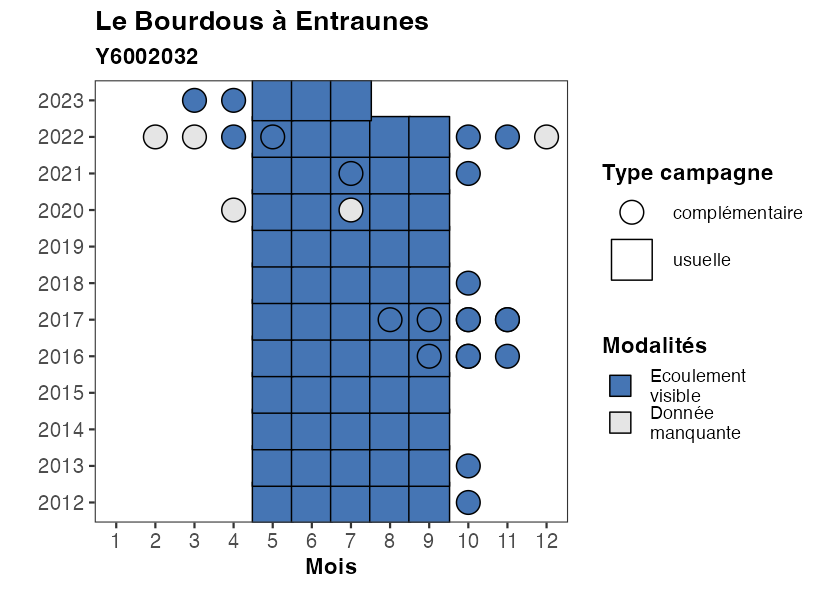 Le Bourdous à Entraunes
Y6002032
2023
2022
2021
2020
2019
2018
2017
2016
2015
2014
2013
2012
1 2 3 4 5 6 7 8 9 10 11 12
Mois
Type campagne
complémentaire
usuelle
Modalités
Ecoulement
visible
Donnée
manquante